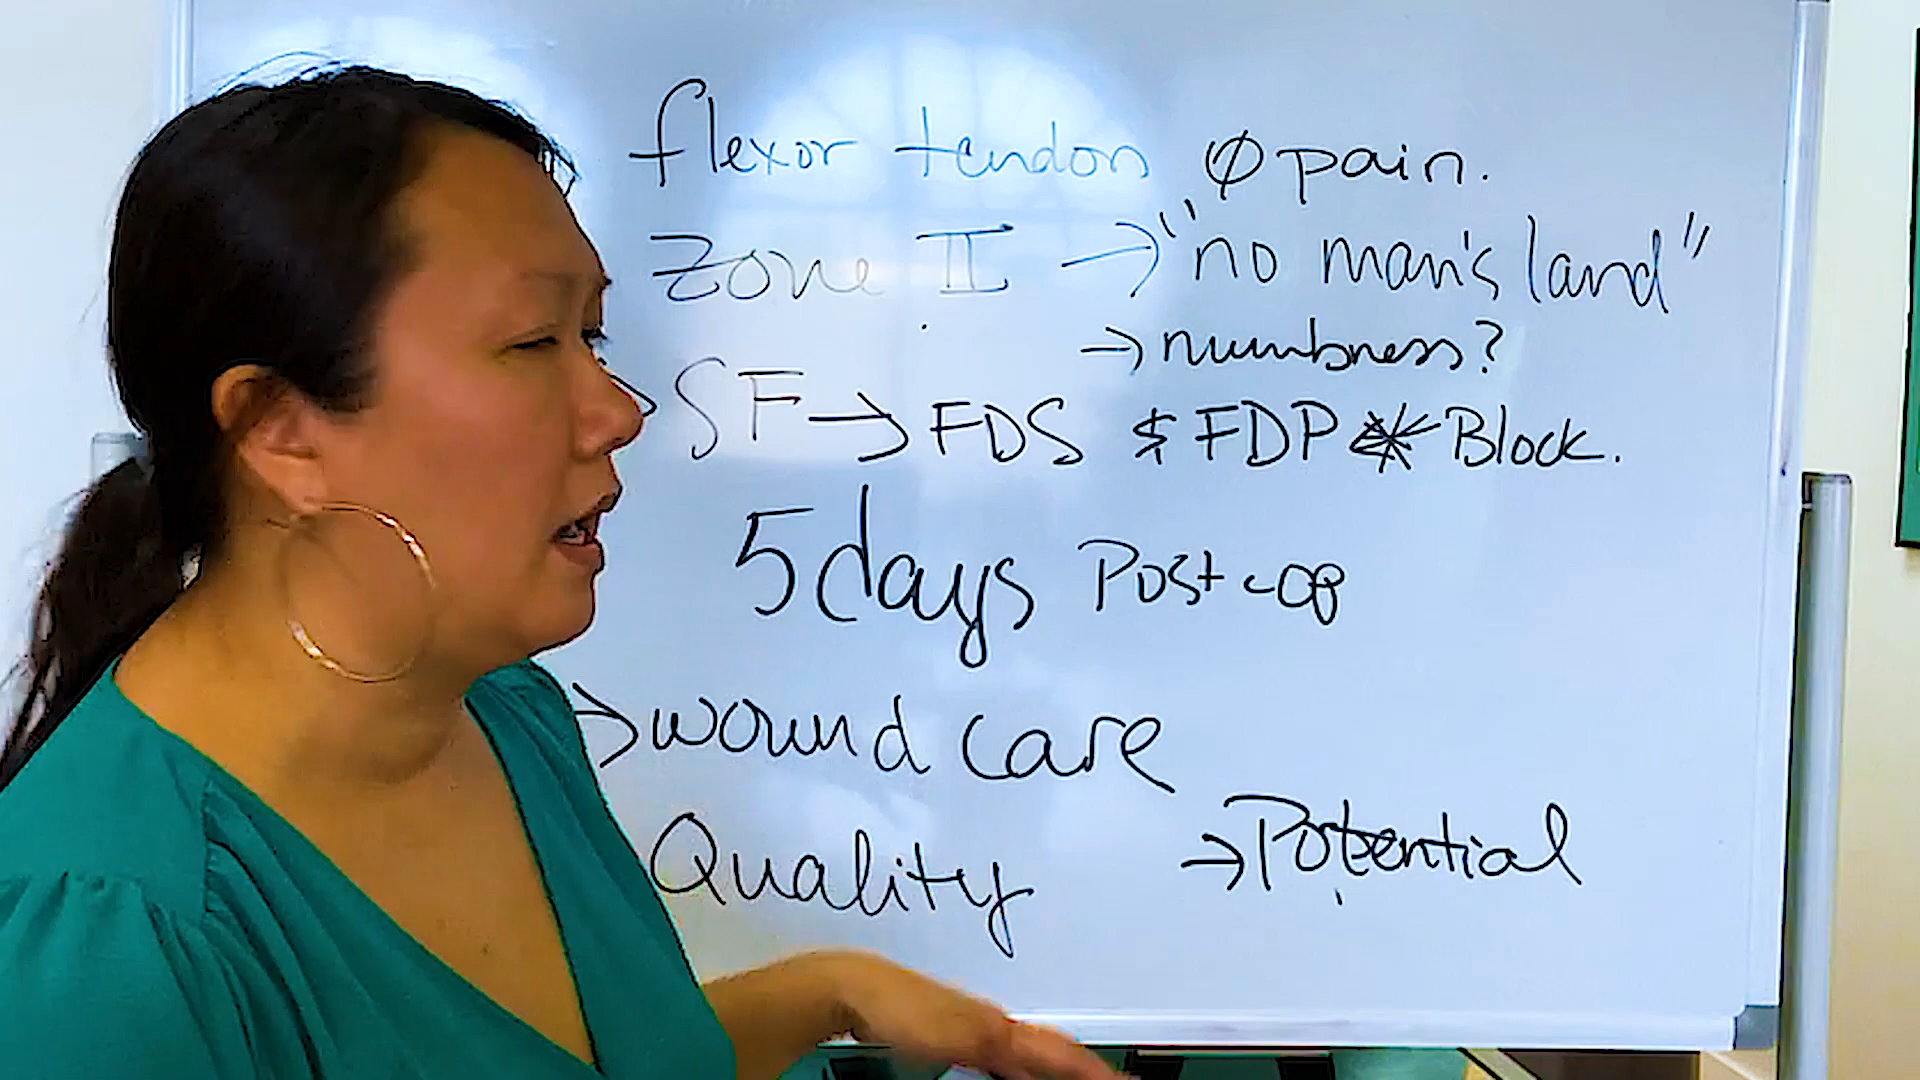 flexor tendon ∅ pain.
Zone II → "no man's land"
→ numbness?
> SF → FDS & FDP * Block.
5 days Post-op
→ wound care
Quality → Potential